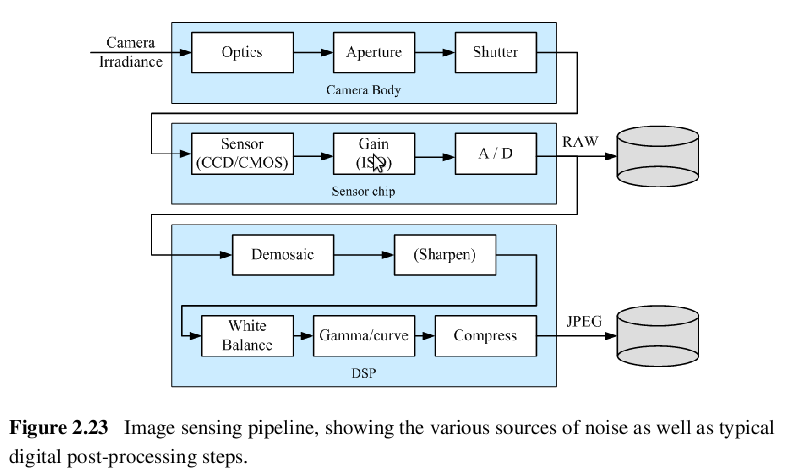 Camera
Irradiance
Optics
Aperture
Shutter
Camera Body
Sensor
(CCD/CMOS)
Gain
(ISO)
A / D
RAW
Sensor chip
Demosaic
(Sharpen)
White
Balance
Gamma/curve
Compress
JPEG
DSP
Figure 2.23 Image sensing pipeline, showing the various sources of noise as well as typical
digital post-processing steps.